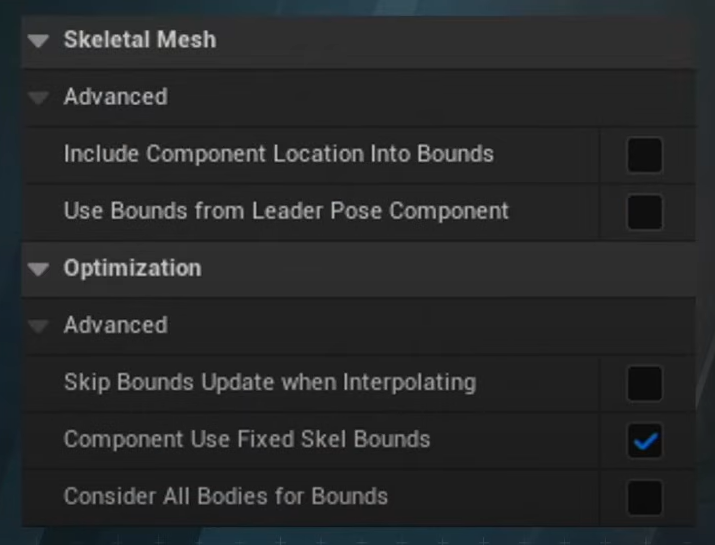 Skeletal Mesh
Advanced
Include Component Location Into Bounds
Use Bounds from Leader Pose Component
Optimization
Advanced
Skip Bounds Update when Interpolating
Component Use Fixed Skel Bounds
Consider All Bodies for Bounds